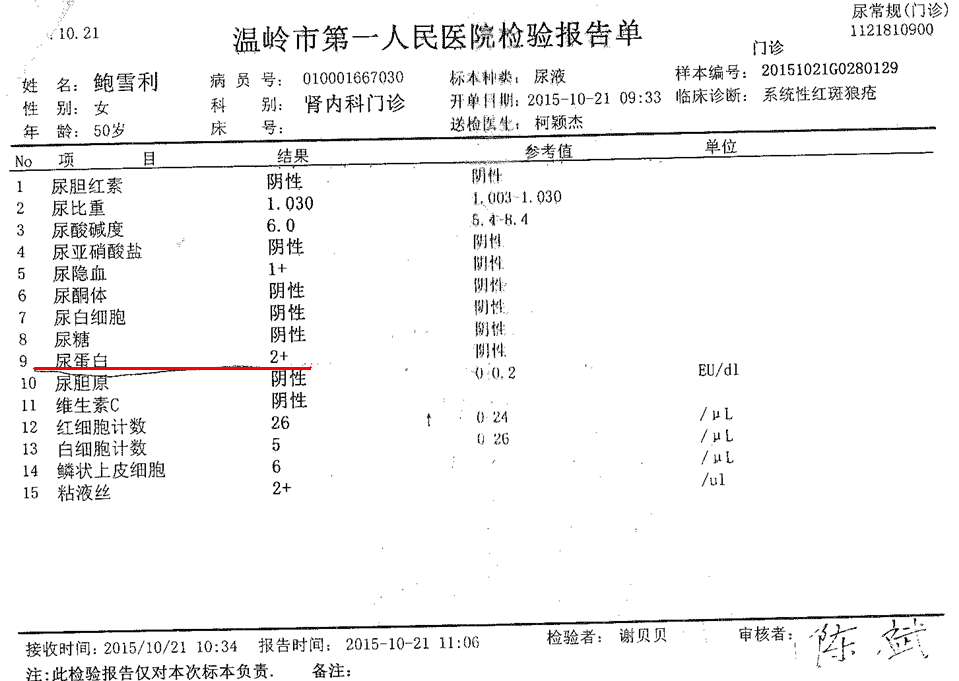 10.21
尿常规(门诊)
1121810900
温岭市第一人民医院检验报告单
门诊
姓 名: 鲍雪利 病员号: 010001667030 标本种类: 尿液 样本编号: 20151021G0280129
性 别: 女 科 别: 肾内科门诊 开单日期: 2015-10-21 09:33 临床诊断: 系统性红斑狼疮
年 龄: 50岁 床 号: 送检医生: 柯颖杰
No 项 目 结果 参考值 单位
1 尿胆红素 阴性 阴性
2 尿比重 1.030 1.003-1.030
3 尿酸碱度 6.0 5.4-8.4
4 尿亚硝酸盐 阴性 阴性
5 尿隐血 1+ 阴性
6 尿酮体 阴性 阴性
7 尿白细胞 阴性 阴性
8 尿糖 阴性 阴性
9 尿蛋白 2+ 阴性
10 尿胆原 阴性 0-0.2 EU/dl
11 维生素C 阴性
12 红细胞计数 26 ↑ 0-24 /μL
13 白细胞计数 5 0-26 /μL
14 鳞状上皮细胞 6 /μL
15 粘液丝 2+ /ul
接收时间: 2015/10/21 10:34 报告时间: 2015-10-21 11:06 检验者: 谢贝贝 审核者: 陈斌
注:此检验报告仅对本次标本负责. 备注: